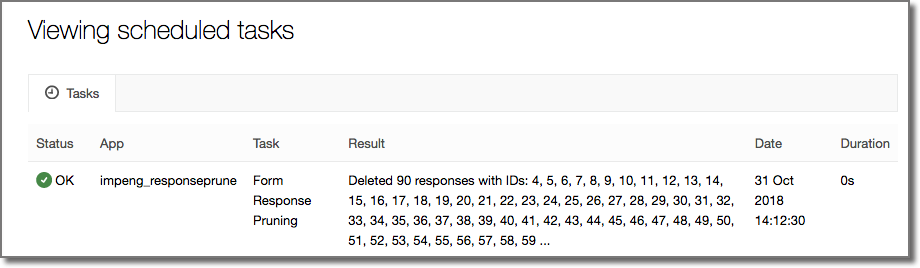 Viewing scheduled tasks
Tasks
Status App Task Result Date Duration
OK impeng_responseprune Form Deleted 90 responses with IDs: 4, 5, 6, 7, 8, 9, 10, 11, 12, 13, 14, 31 Oct 0s
Response 15, 16, 17, 18, 19, 20, 21, 22, 23, 24, 25, 26, 27, 28, 29, 30, 31, 32, 2018
Pruning 33, 34, 35, 36, 37, 38, 39, 40, 41, 42, 43, 44, 45, 46, 47, 48, 49, 50, 14:12:30
51, 52, 53, 54, 55, 56, 57, 58, 59 ...